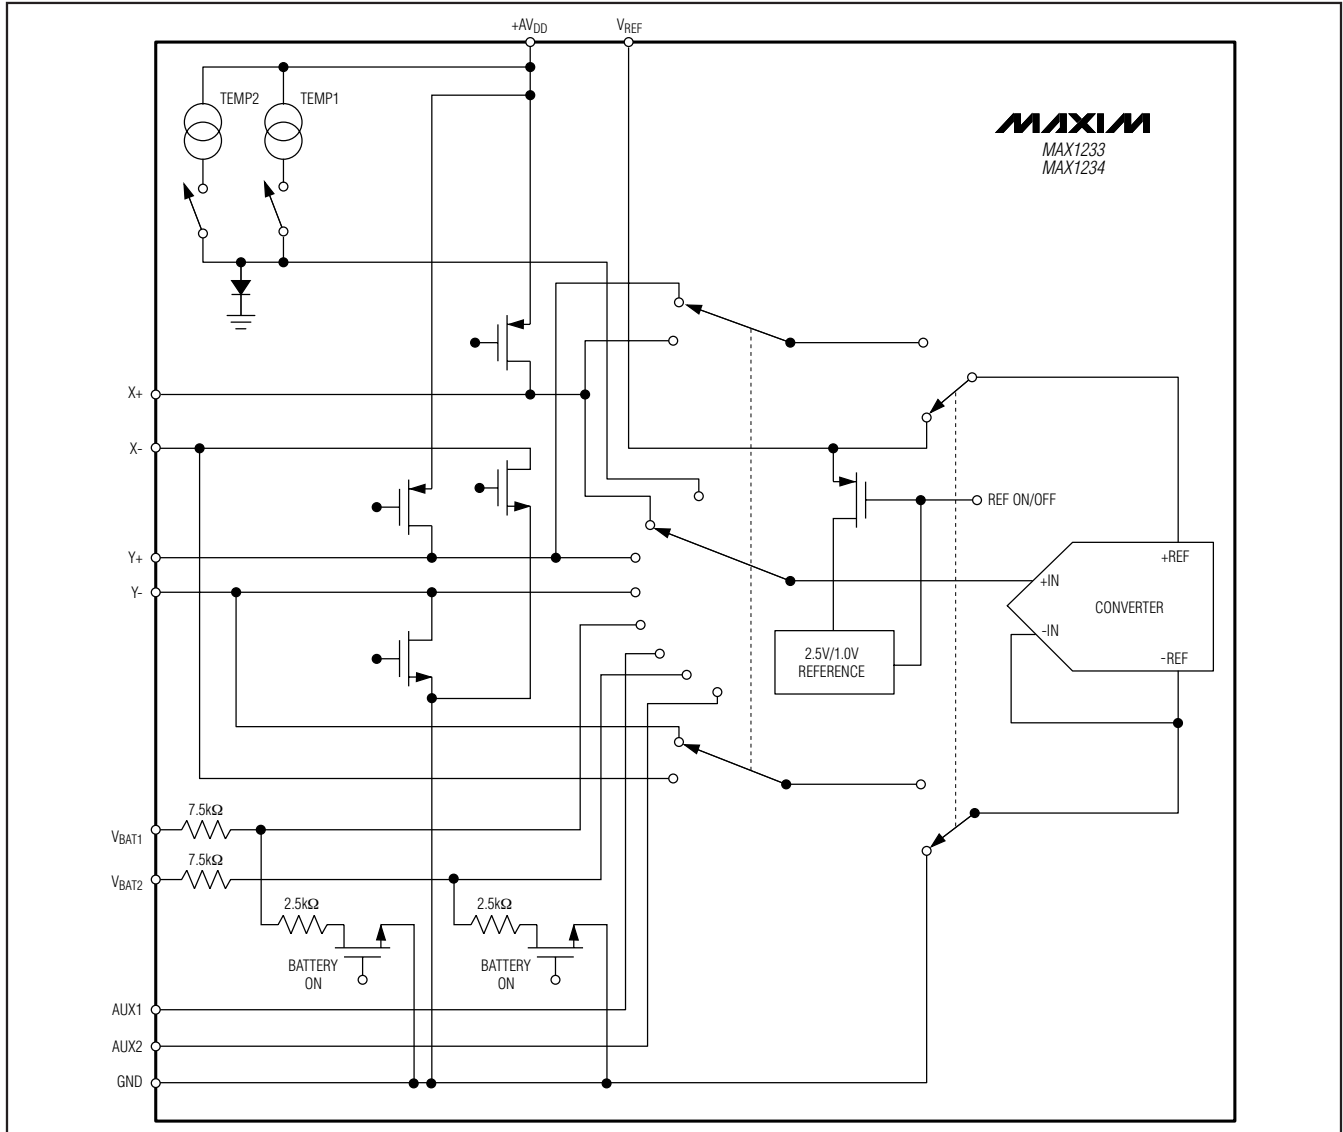 +AVDD
VREF
TEMP2
TEMP1
MAXIM
MAX1233
MAX1234
X+
X-
REF ON/OFF
Y+
+REF
Y-
+IN
CONVERTER
-IN
2.5V/1.0V
REFERENCE
-REF
7.5kΩ
VBAT1
7.5kΩ
VBAT2
2.5kΩ
2.5kΩ
BATTERY
ON
BATTERY
ON
AUX1
AUX2
GND